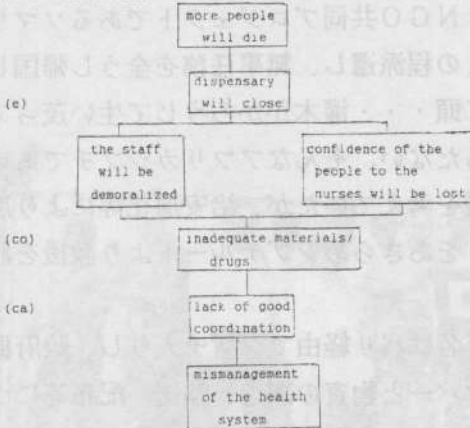 more people
will die
dispensary
will close
(e)
the staff
will be
demoralized
confidence of the
people to the
nurses will be lost
(co)
inadequate materials/
drugs
(ca)
lack of good
coordination
mismanagement
of the health
system